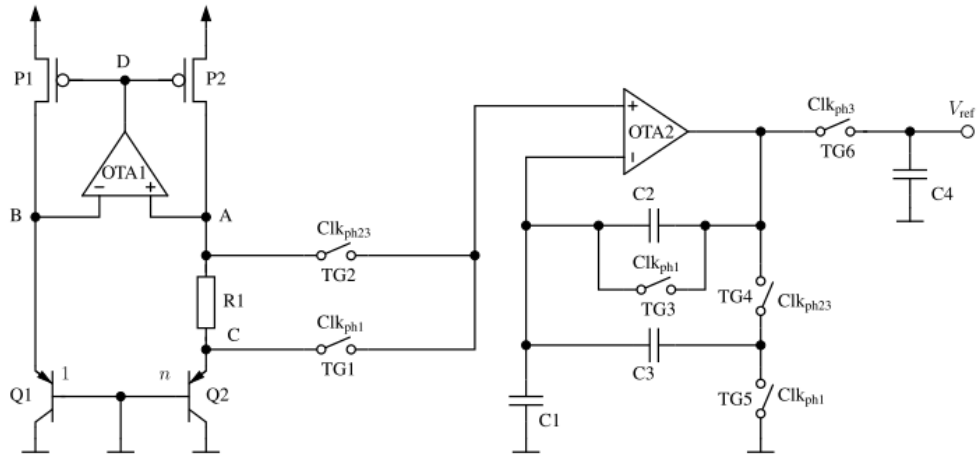 P1
D
P2
OTA1
-
+
B
A
Clk_ph23
TG2
R1
C
Clk_ph1
TG1
1
n
Q1
Q2
+
-
OTA2
Clk_ph3
TG6
V_ref
C4
C2
Clk_ph1
TG3
TG4
Clk_ph23
C3
TG5
Clk_ph1
C1